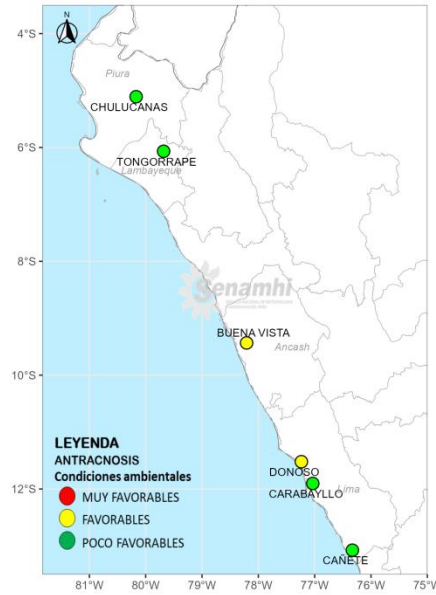 N
4°S
Piura
CHULUCANAS
6°S
TONGORRAPE
Lambayeque
8°S
Senamhi
BUENA VISTA
Ancash
10°S
LEYENDA
ANTRACNOSIS
Condiciones ambientales
MUY FAVORABLES
FAVORABLES
POCO FAVORABLES
DONOSO
Lima
CARABAYLLO
12°S
CAÑETE
81°W 80°W 79°W 78°W 77°W 76°W 75°W